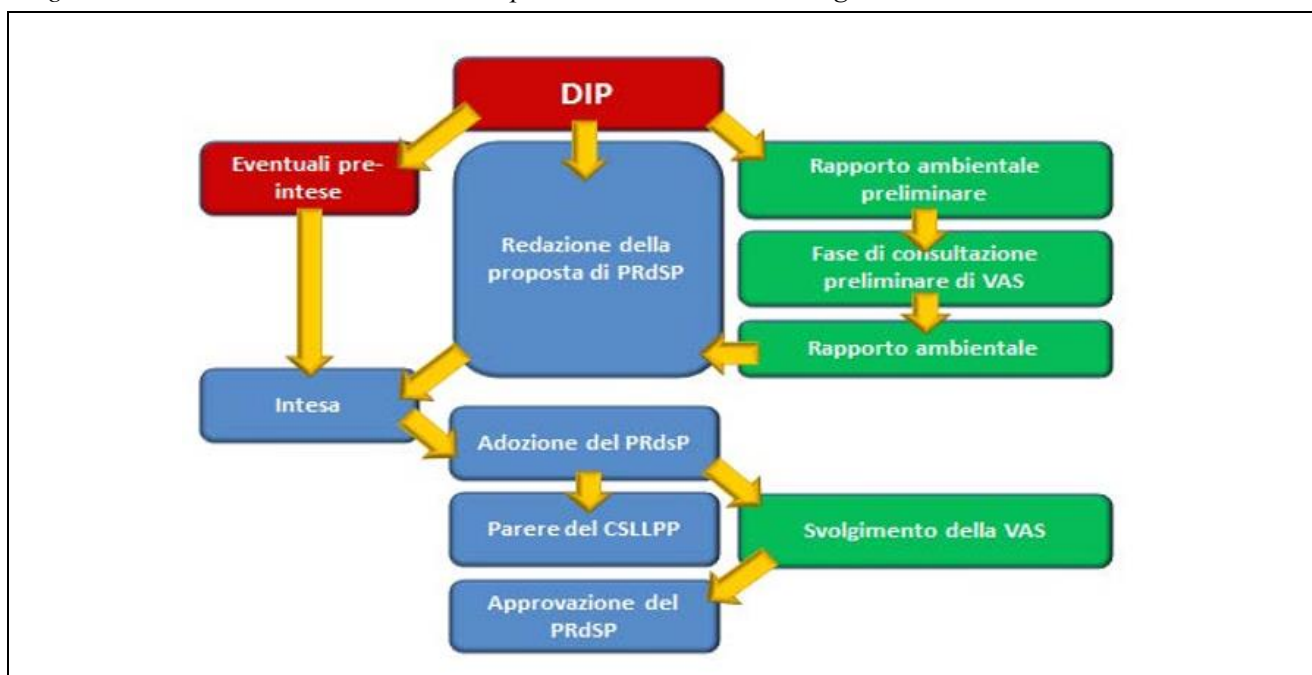 DIP
Eventuali pre-
intese
Redazione della
proposta di PRdSP
Rapporto ambientale
preliminare
Fase di consultazione
preliminare di VAS
Rapporto ambientale
Intesa
Adozione del PRdsP
Parere del CSLLPP
Svolgimento della VAS
Approvazione del
PRdSP